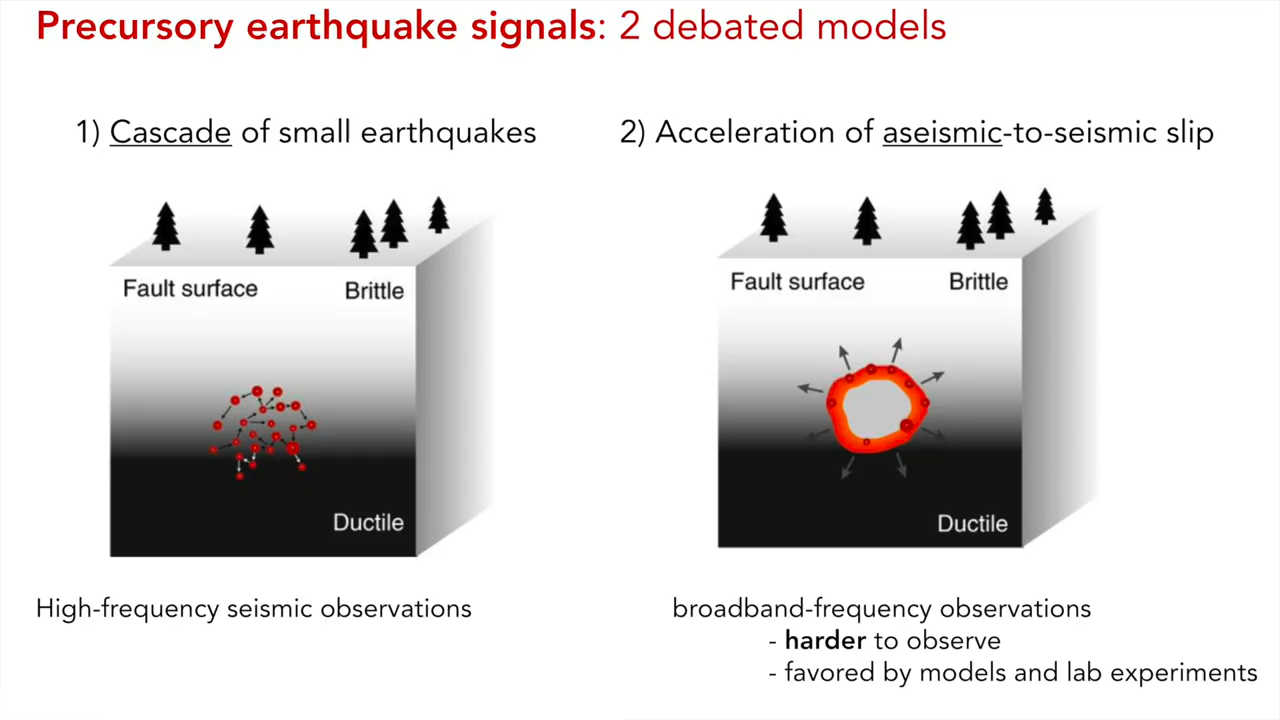 Precursory earthquake signals: 2 debated models
1) Cascade of small earthquakes
2) Acceleration of aseismic-to-seismic slip
Fault surface
Brittle
Ductile
Fault surface
Brittle
Ductile
High-frequency seismic observations
broadband-frequency observations
- harder to observe
- favored by models and lab experiments